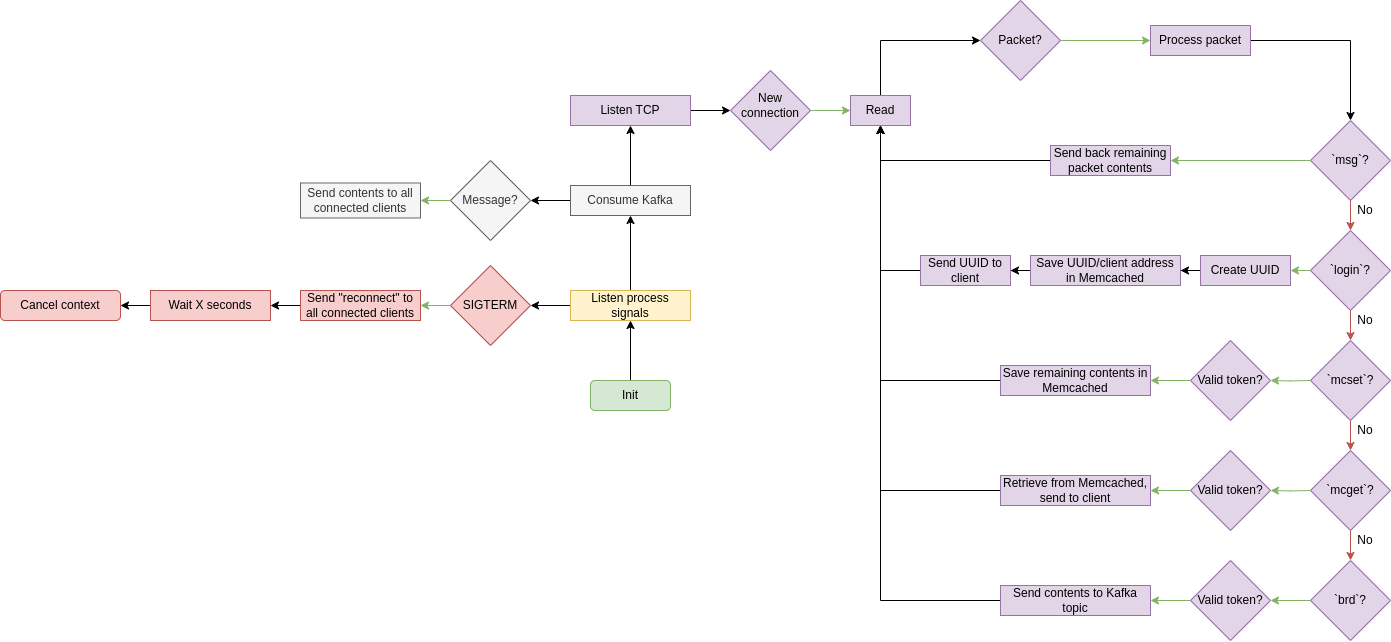 Packet?
Process packet
Listen TCP
New
connection
Read
Send back remaining
packet contents
`msg`?
No
Send contents to all
connected clients
Message?
Consume Kafka
Send UUID to
client
Save UUID/client address
in Memcached
Create UUID
`login`?
No
Cancel context
Wait X seconds
Send "reconnect" to
all connected clients
SIGTERM
Listen process
signals
Init
Save remaining contents in
Memcached
Valid token?
`mcset`?
No
Retrieve from Memcached,
send to client
Valid token?
`mcget`?
No
Send contents to Kafka
topic
Valid token?
`brd`?